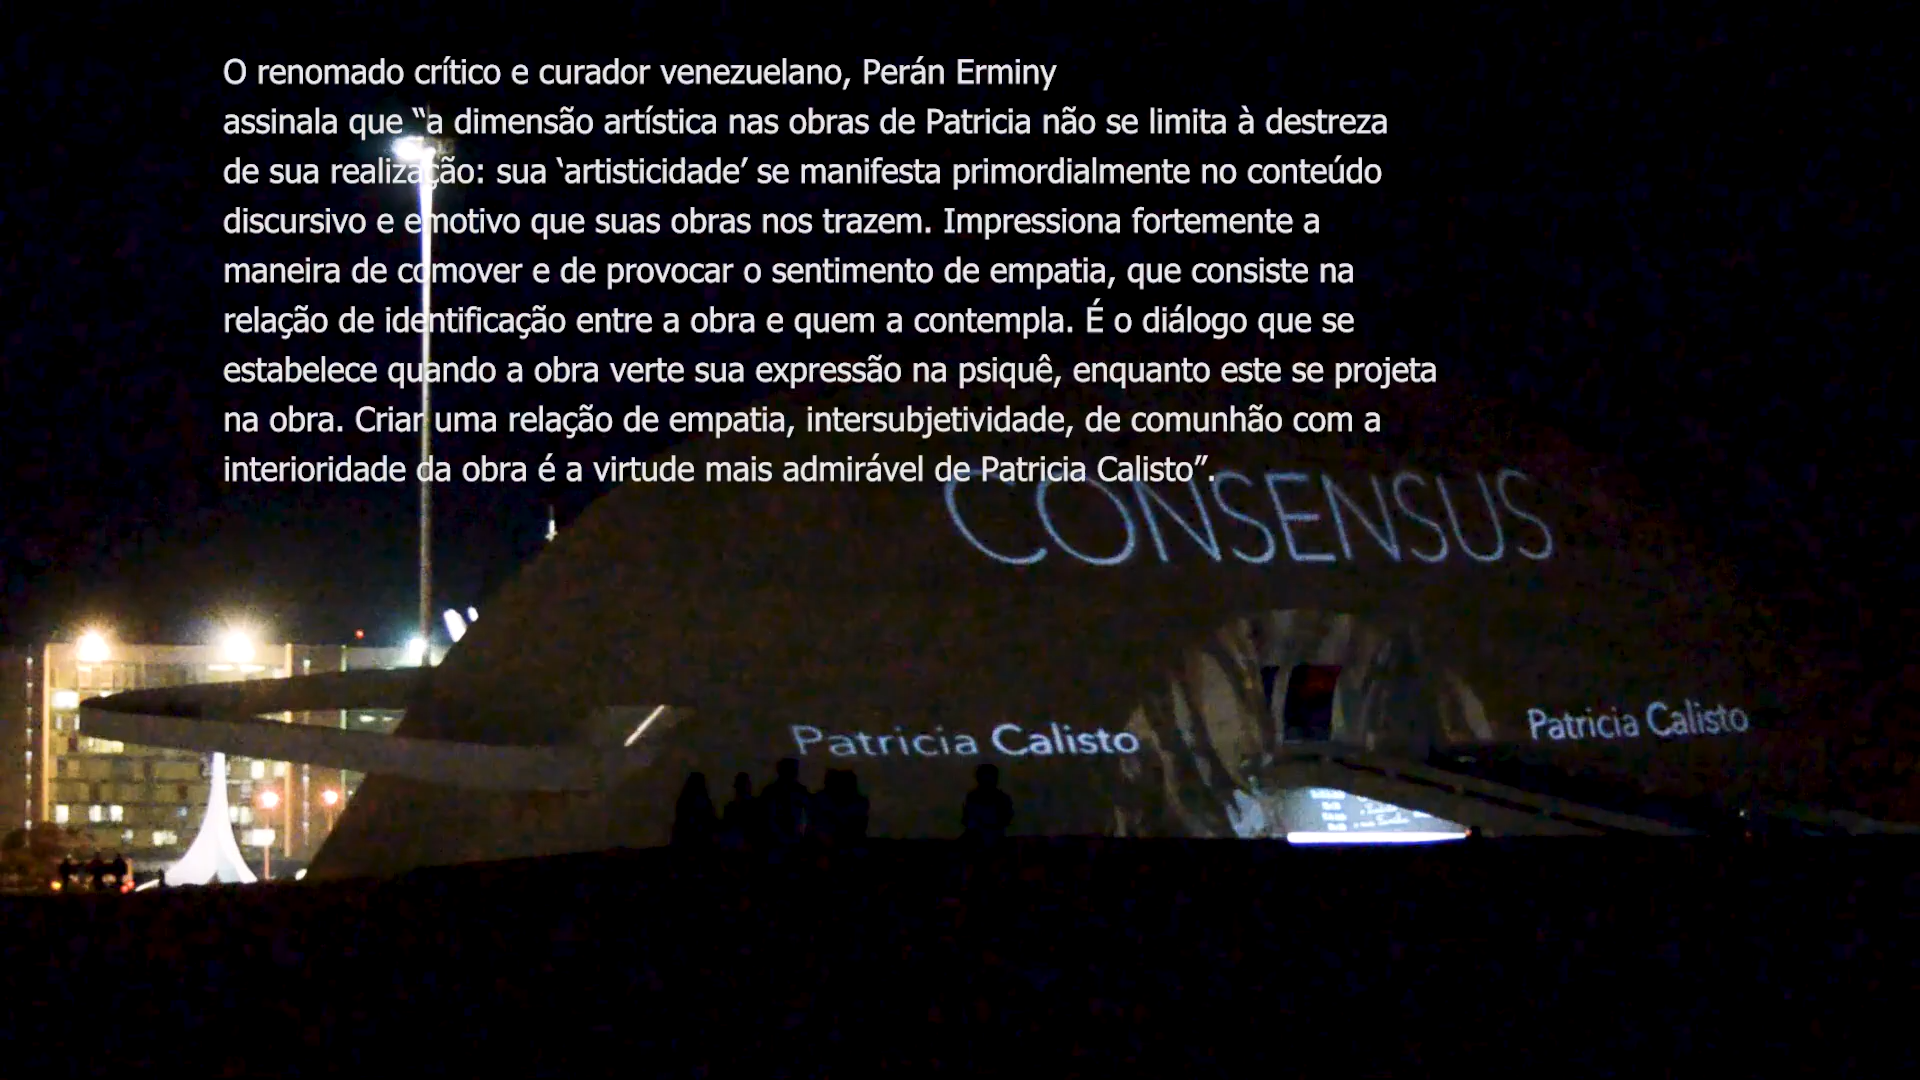 O renomado crítico e curador venezuelano, Perán Erminy
assinala que “a dimensão artística nas obras de Patricia não se limita à destreza
de sua realização: sua ‘artisticidade’ se manifesta primordialmente no conteúdo
discursivo e emotivo que suas obras nos trazem. Impressiona fortemente a
maneira de comover e de provocar o sentimento de empatia, que consiste na
relação de identificação entre a obra e quem a contempla. É o diálogo que se
estabelece quando a obra verte sua expressão na psiquê, enquanto este se projeta
na obra. Criar uma relação de empatia, intersubjetividade, de comunhão com a
interioridade da obra é a virtude mais admirável de Patricia Calisto”.
CONSENSUS
Patricia Calisto
Patricia Calisto